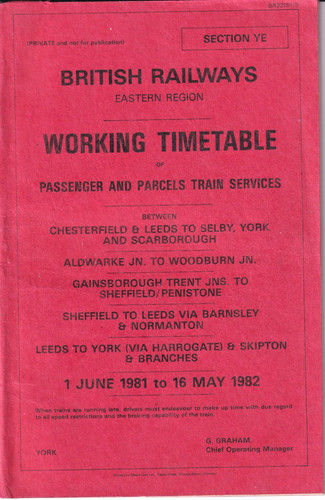 (PRIVATE and not for publication)
SECTION YE
BRITISH RAILWAYS
EASTERN REGION
WORKING TIMETABLE
OF
PASSENGER AND PARCELS TRAIN SERVICES
BETWEEN
CHESTERFIELD & LEEDS TO SELBY, YORK
AND SCARBOROUGH
ALDWARKE JN. TO WOODBURN JN.
GAINSBOROUGH TRENT JNS. TO
SHEFFIELD/PENISTONE
SHEFFIELD TO LEEDS VIA BARNSLEY
& NORMANTON
LEEDS TO YORK (VIA HARROGATE) & SKIPTON
& BRANCHES
1 JUNE 1981 to 16 MAY 1982
When trains are running late, drivers must endeavour to make up time with due regard
to all speed restrictions and the braking capability of the train.
YORK
G. GRAHAM,
Chief Operating Manager